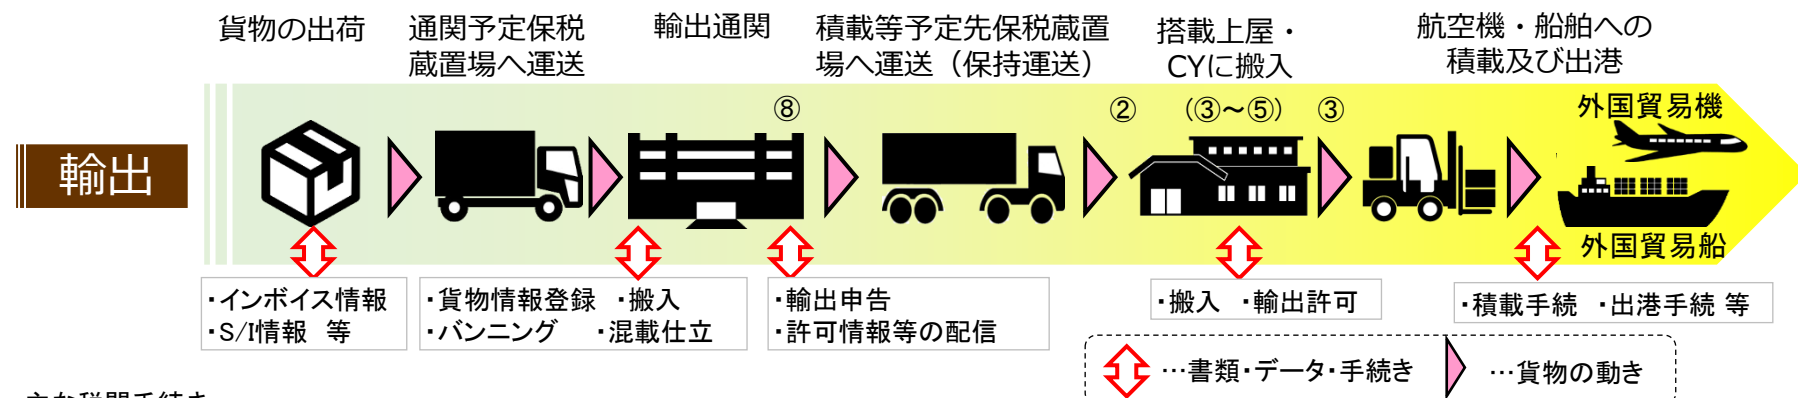 貨物の出荷
通関予定保税
蔵置場へ運送
輸出通関
積載等予定先保税蔵置
場へ運送（保持運送）
搭載上屋・
CYに搬入
航空機・船舶への
積載及び出港
⑧
②
（③～⑤）
③
外国貿易機
輸出
外国貿易船
・インボイス情報
・S/I情報　等
・貨物情報登録　・搬入
・バンニング　・混載仕立
・輸出申告
・許可情報等の配信
・搬入　・輸出許可
・積載手続　・出港手続 等
…書類・データ・手続き
…貨物の動き
主な税関手続き